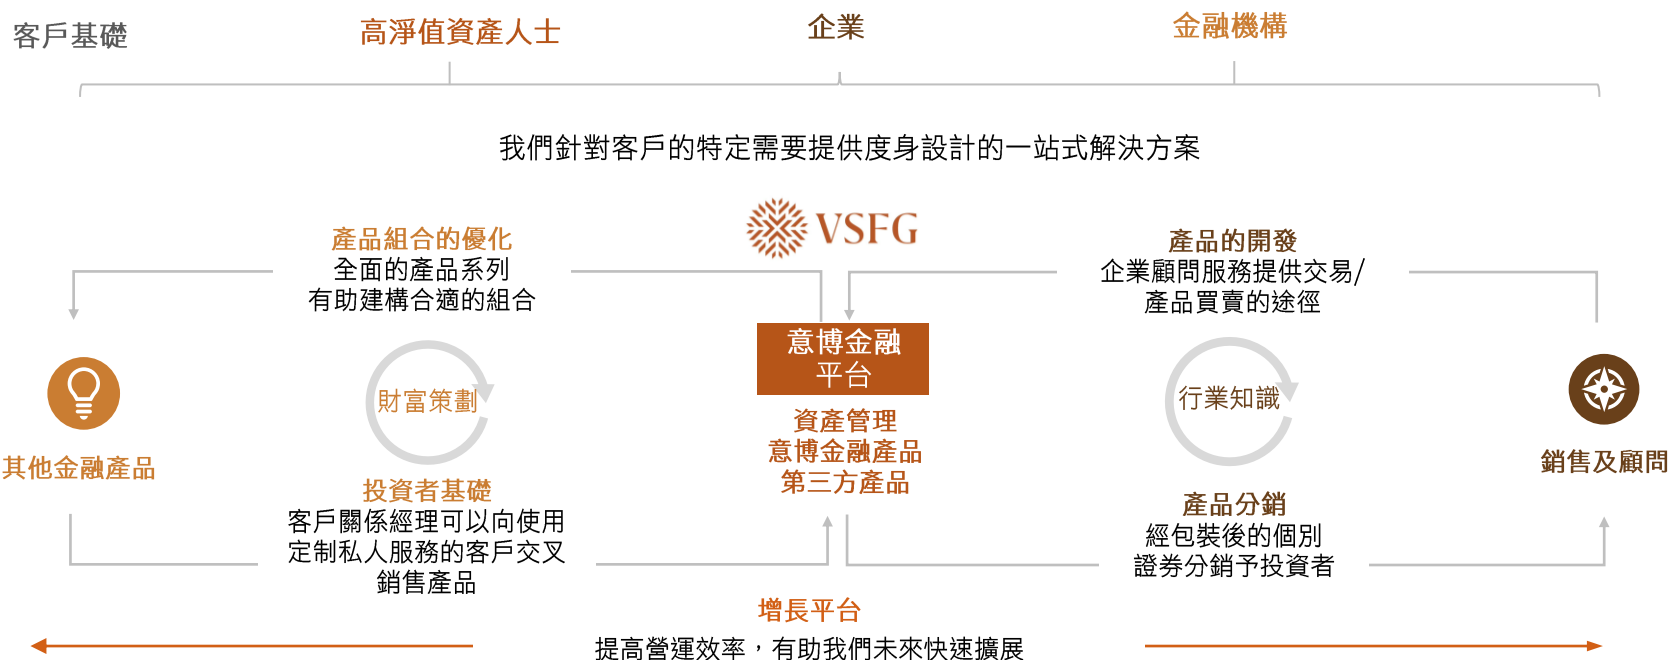 客戶基礎
高淨值資產人士
企業
金融機構
我們針對客戶的特定需要提供度身設計的一站式解決方案
VSFG
產品組合的優化
全面的產品系列
有助建構合適的組合
產品的開發
企業顧問服務提供交易/
產品買賣的途徑
意博金融
平台
財富策劃
行業知識
資產管理
意博金融產品
第三方產品
其他金融產品
銷售及顧問
投資者基礎
客戶關係經理可以向使用
定制私人服務的客戶交叉
銷售產品
產品分銷
經包裝後的個別
證券分銷予投資者
增長平台
提高營運效率，有助我們未來快速擴展